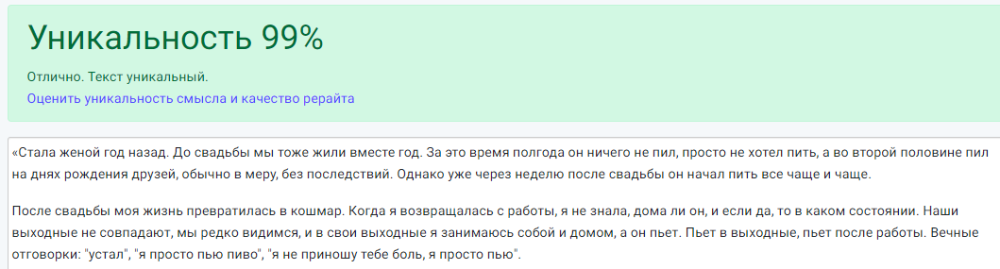 Уникальность 99%
Отлично. Текст уникальный.
Оценить уникальность смысла и качество рерайта
«Стала женой год назад. До свадьбы мы тоже жили вместе год. За это время полгода он ничего не пил, просто не хотел пить, а во второй половине пил
на днях рождения друзей, обычно в меру, без последствий. Однако уже через неделю после свадьбы он начал пить все чаще и чаще.
После свадьбы моя жизнь превратилась в кошмар. Когда я возвращалась с работы, я не знала, дома ли он, и если да, то в каком состоянии. Наши
выходные не совпадают, мы редко видимся, и в свои выходные я занимаюсь собой и домом, а он пьет. Пьет в выходные, пьет после работы. Вечные
отговорки: "устал", "я просто пью пиво", "я не приношу тебе боль, я просто пью".